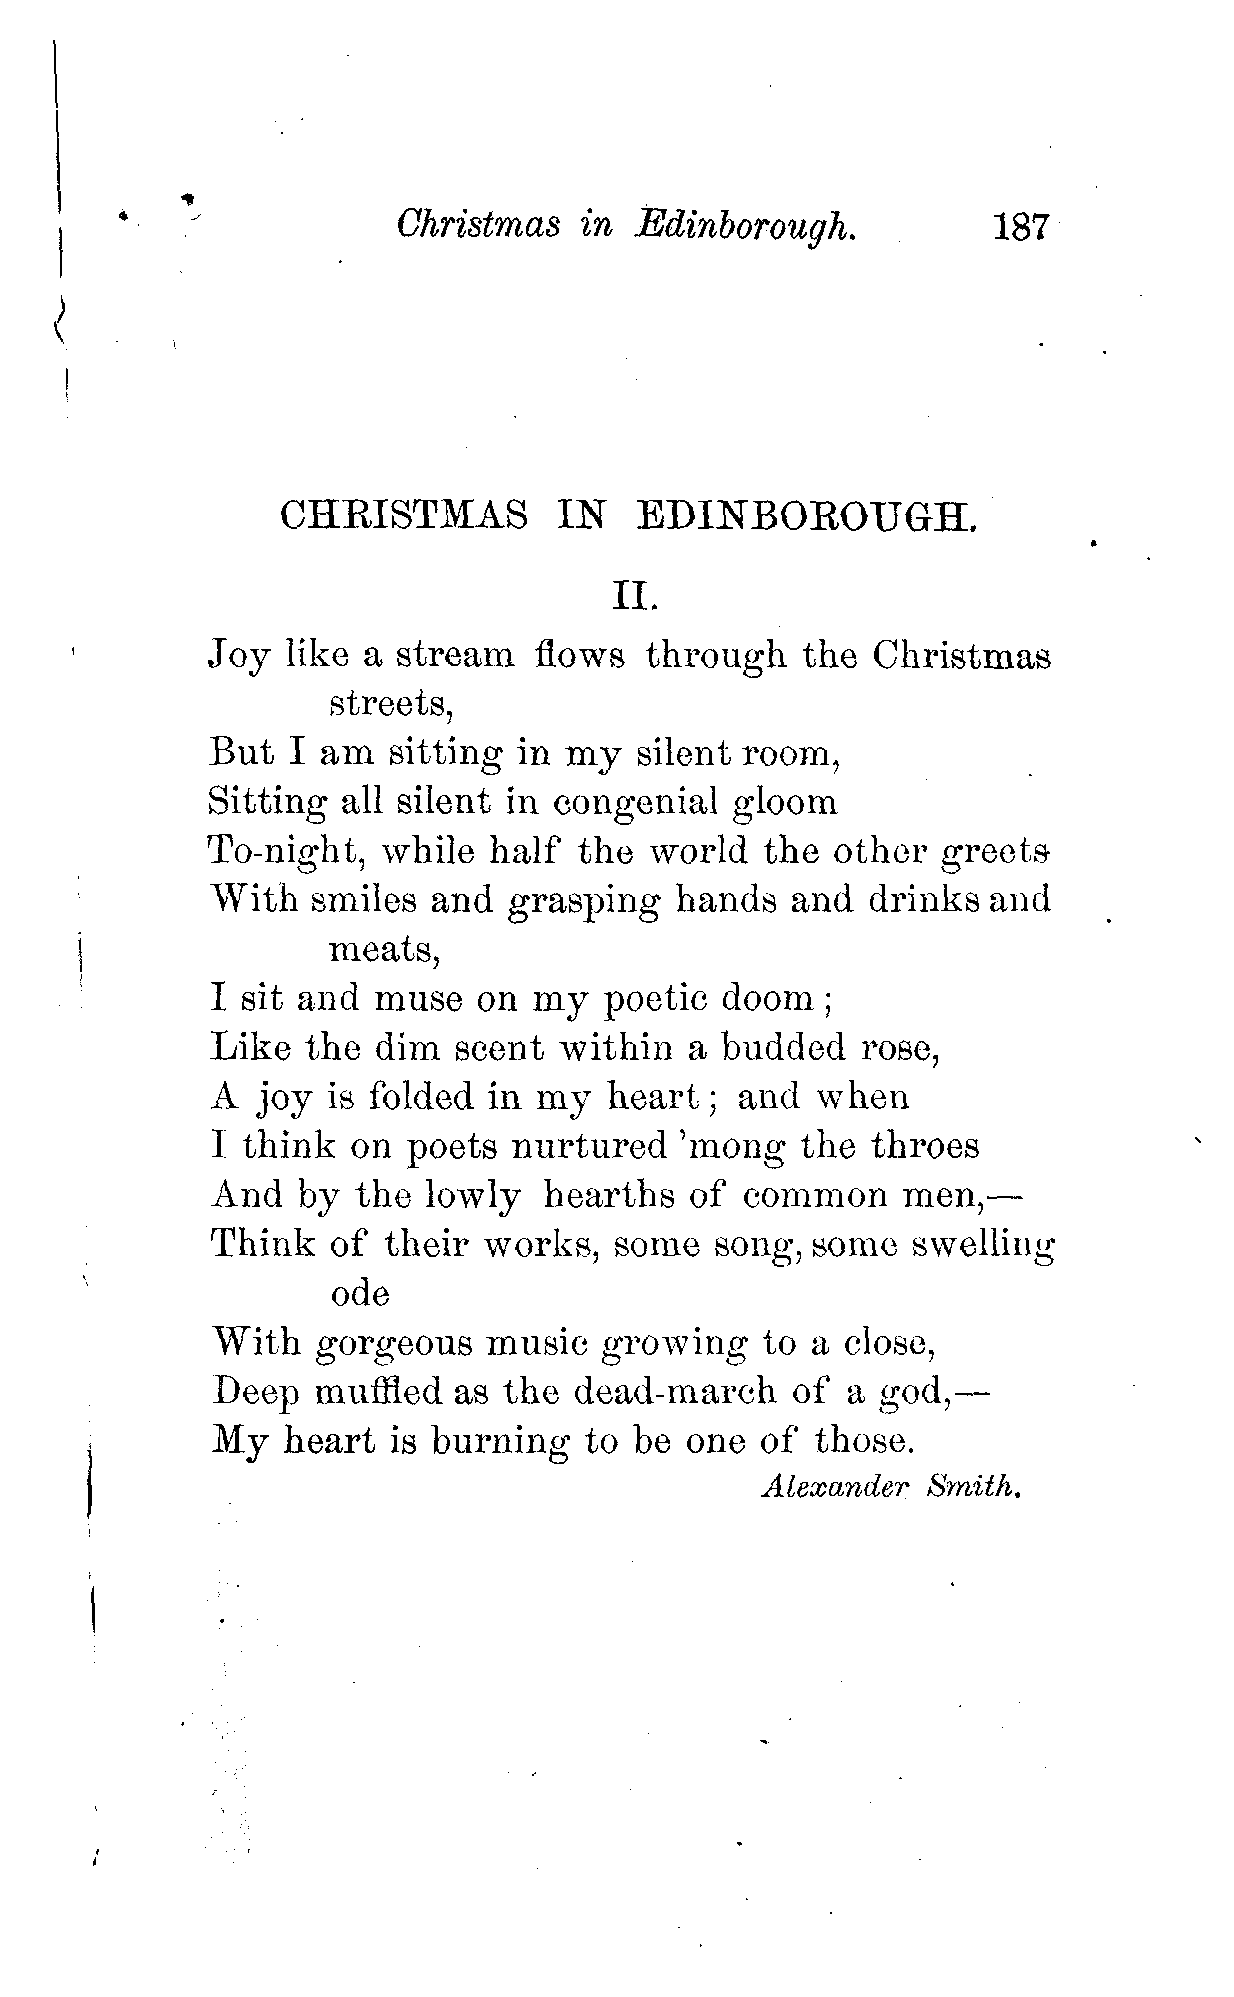 Christmas in Edinborough. 187
CHRISTMAS IN EDINBOROUGH.
II.
Joy like a stream flows through the Christmas
streets,
But I am sitting in my silent room,
Sitting all silent in congenial gloom
To-night, while half the world the other greets
With smiles and grasping hands and drinks and
meats,
I sit and muse on my poetic doom ;
Like the dim scent within a budded rose,
A joy is folded in my heart ; and when
I think on poets nurtured 'mong the throes
And by the lowly hearths of common men,—
Think of their works, some song, some swelling
ode
With gorgeous music growing to a close,
Deep muffled as the dead-march of a god,—
My heart is burning to be one of those.
Alexander Smith.